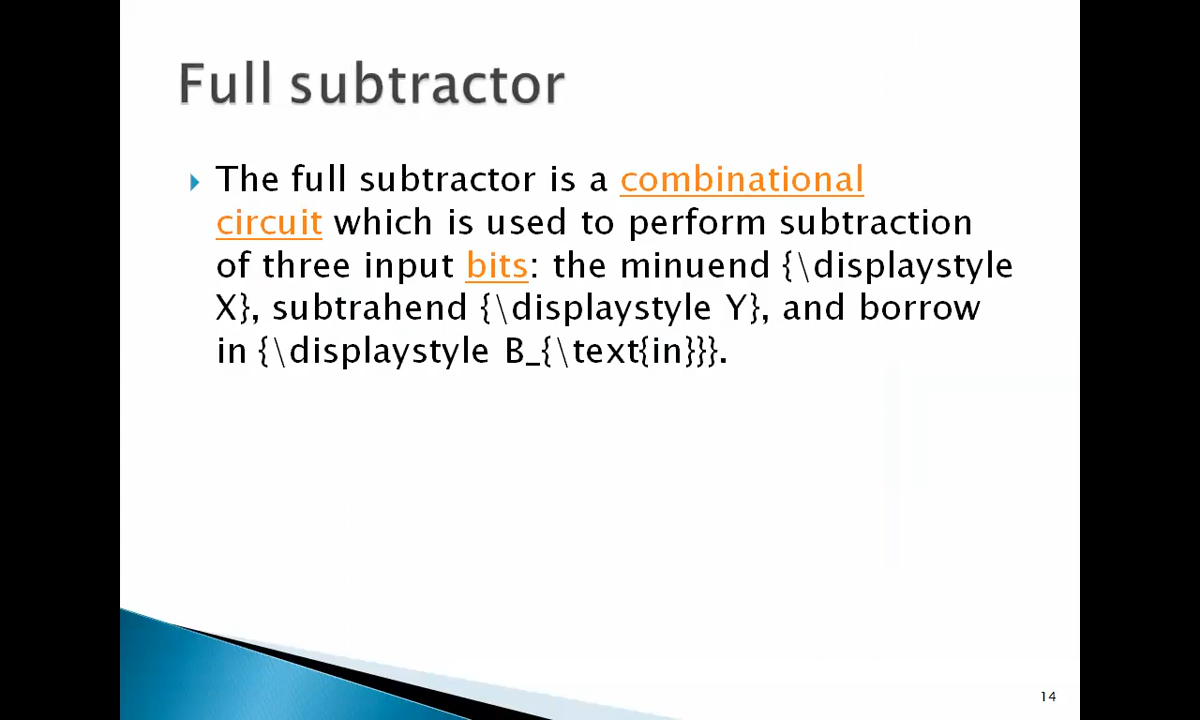 Full subtractor
The full subtractor is a combinational
circuit which is used to perform subtraction
of three input bits: the minuend {\displaystyle
X}, subtrahend {\displaystyle Y}, and borrow
in {\displaystyle B_{\text{in}}}.
14